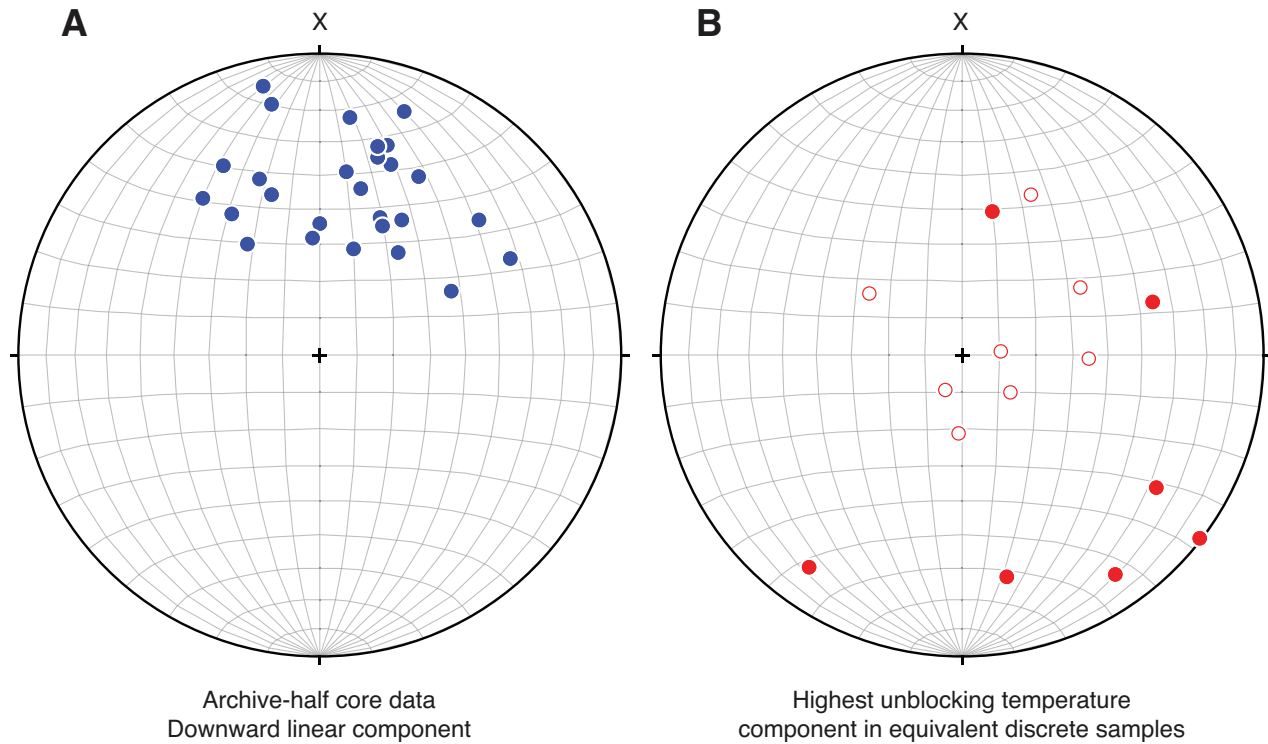 A
X
B
X
Archive-half core data
Downward linear component
Highest unblocking temperature
component in equivalent discrete samples